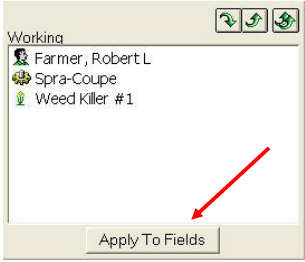 Working
Farmer, Robert L
Spra-Coupe
Weed Killer #1
Apply To Fields